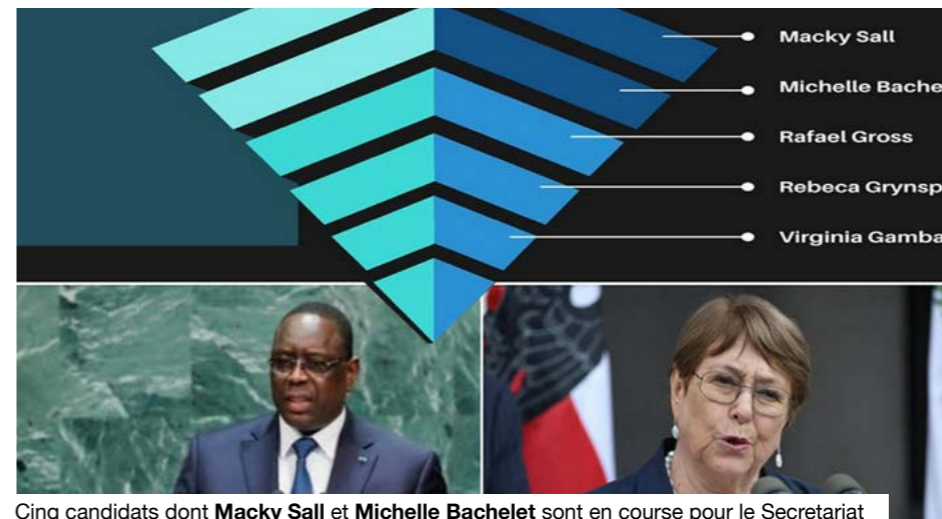 Macky Sall
Michelle Bache
Rafael Gross
Rebeca Grynsp
Virginia Gamba
Cinq candidats dont Macky Sall et Michelle Bachelet sont en course pour le Secretariat